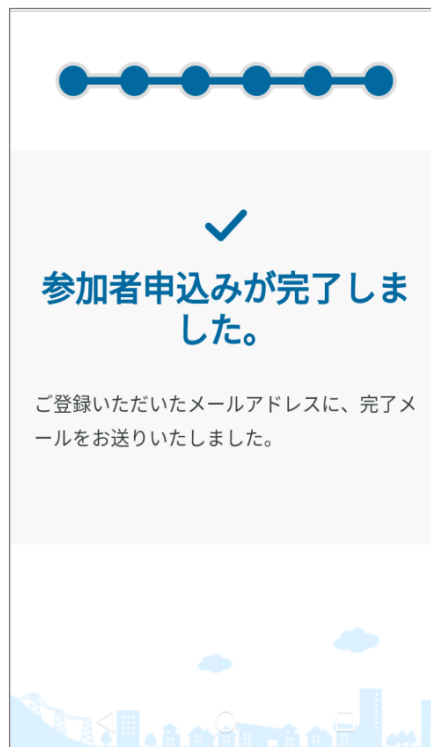 参加者申込みが完了しま
した。
ご登録いただいたメールアドレスに、完了メ
ールをお送りいたしました。